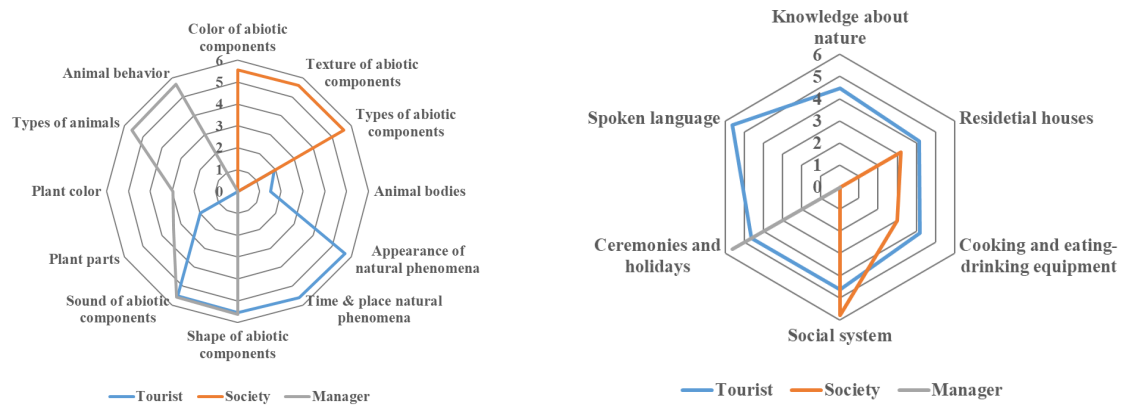 Color of abiotic
components
Texture of abiotic
components
Types of abiotic
components
Animal bodies
Appearance of
natural phenomena
Time & place natural
phenomena
Shape of abiotic
components
Sound of abiotic
components
Plant parts
Plant color
Types of animals
Animal behavior
6
5
4
3
2
1
0
Tourist
Society
Manager
Knowledge about
nature
Residetial houses
Cooking and eating-
drinking equipment
Social system
Ceremonies and
holidays
Spoken language
6
5
4
3
2
1
0
Tourist
Society
Manager